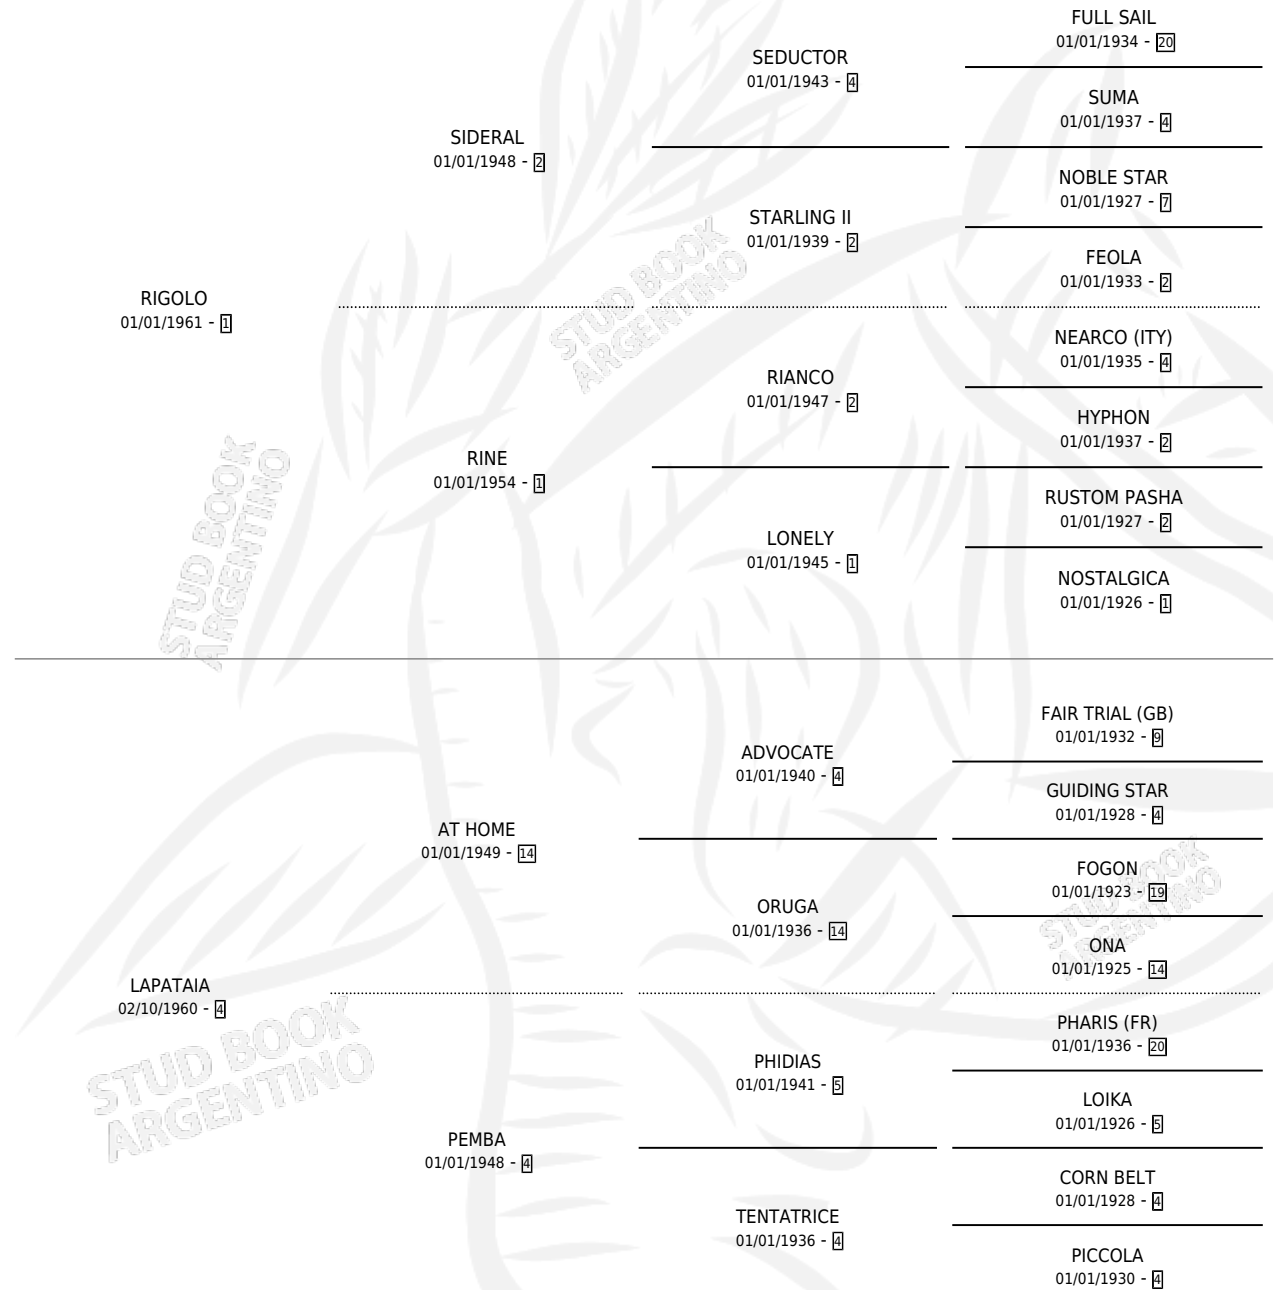 FULL SAIL
01/01/1934 - 20
SEDUCTOR
01/01/1943 - 4
SUMA
01/01/1937 - 4
SIDERAL
01/01/1948 - 2
NOBLE STAR
01/01/1927 - 7
STARLING II
01/01/1939 - 2
FEOLA
01/01/1933 - 2
RIGOLO
01/01/1961 - 1
NEARCO (ITY)
01/01/1935 - 4
RIANCO
01/01/1947 - 2
HYPHON
01/01/1937 - 2
RINE
01/01/1954 - 1
RUSTOM PASHA
01/01/1927 - 2
LONELY
01/01/1945 - 1
NOSTALGICA
01/01/1926 - 1
STUD BOOK
ARGENTINO
STUD BOOK
ARGENTINO
FAIR TRIAL (GB)
01/01/1932 - 9
ADVOCATE
01/01/1940 - 4
GUIDING STAR
01/01/1928 - 4
AT HOME
01/01/1949 - 14
FOGON
01/01/1923 - 19
ORUGA
01/01/1936 - 14
ONA
01/01/1925 - 14
LAPATAIA
02/10/1960 - 4
PHARIS (FR)
01/01/1936 - 20
PHIDIAS
01/01/1941 - 5
LOIKA
01/01/1926 - 5
PEMBA
01/01/1948 - 4
CORN BELT
01/01/1928 - 4
TENTATRICE
01/01/1936 - 4
PICCOLA
01/01/1930 - 4
STUD BOOK
ARGENTINO
STUD BOOK
ARGENTINO